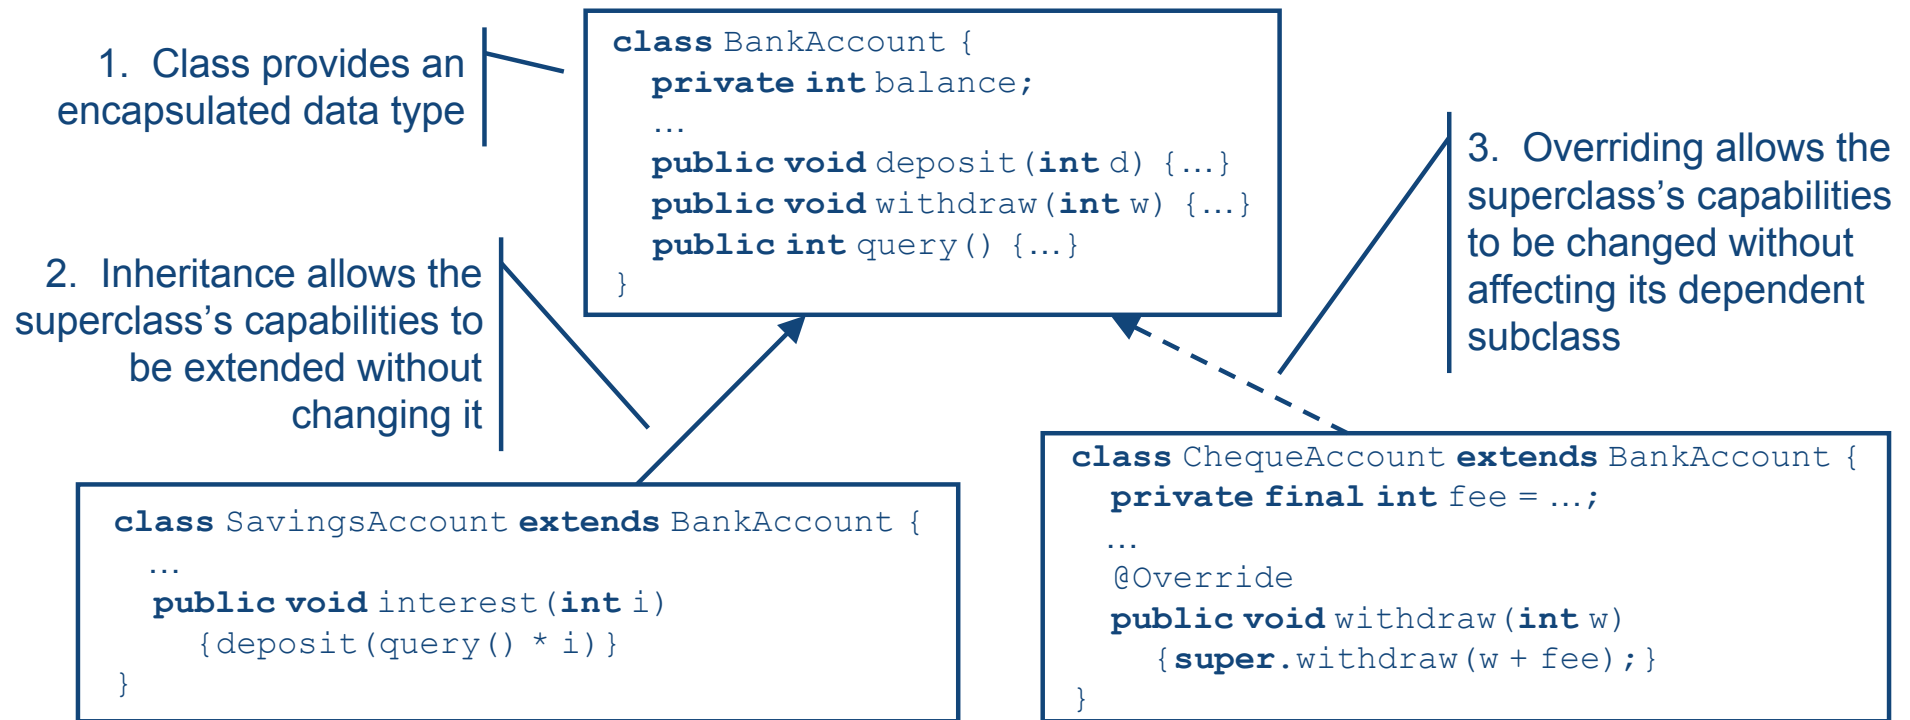 1. Class provides an
encapsulated data type
class BankAccount {
private int balance;
…
public void deposit(int d) {…}
public void withdraw(int w) {…}
public int query() {…}
}
2. Inheritance allows the
superclass’s capabilities to
be extended without
changing it
3. Overriding allows the
superclass’s capabilities
to be changed without
affecting its dependent
subclass
class SavingsAccount extends BankAccount {
…
public void interest(int i)
{deposit(query() * i)}
}
class ChequeAccount extends BankAccount {
private final int fee = …;
…
@Override
public void withdraw(int w)
{super.withdraw(w + fee);}
}